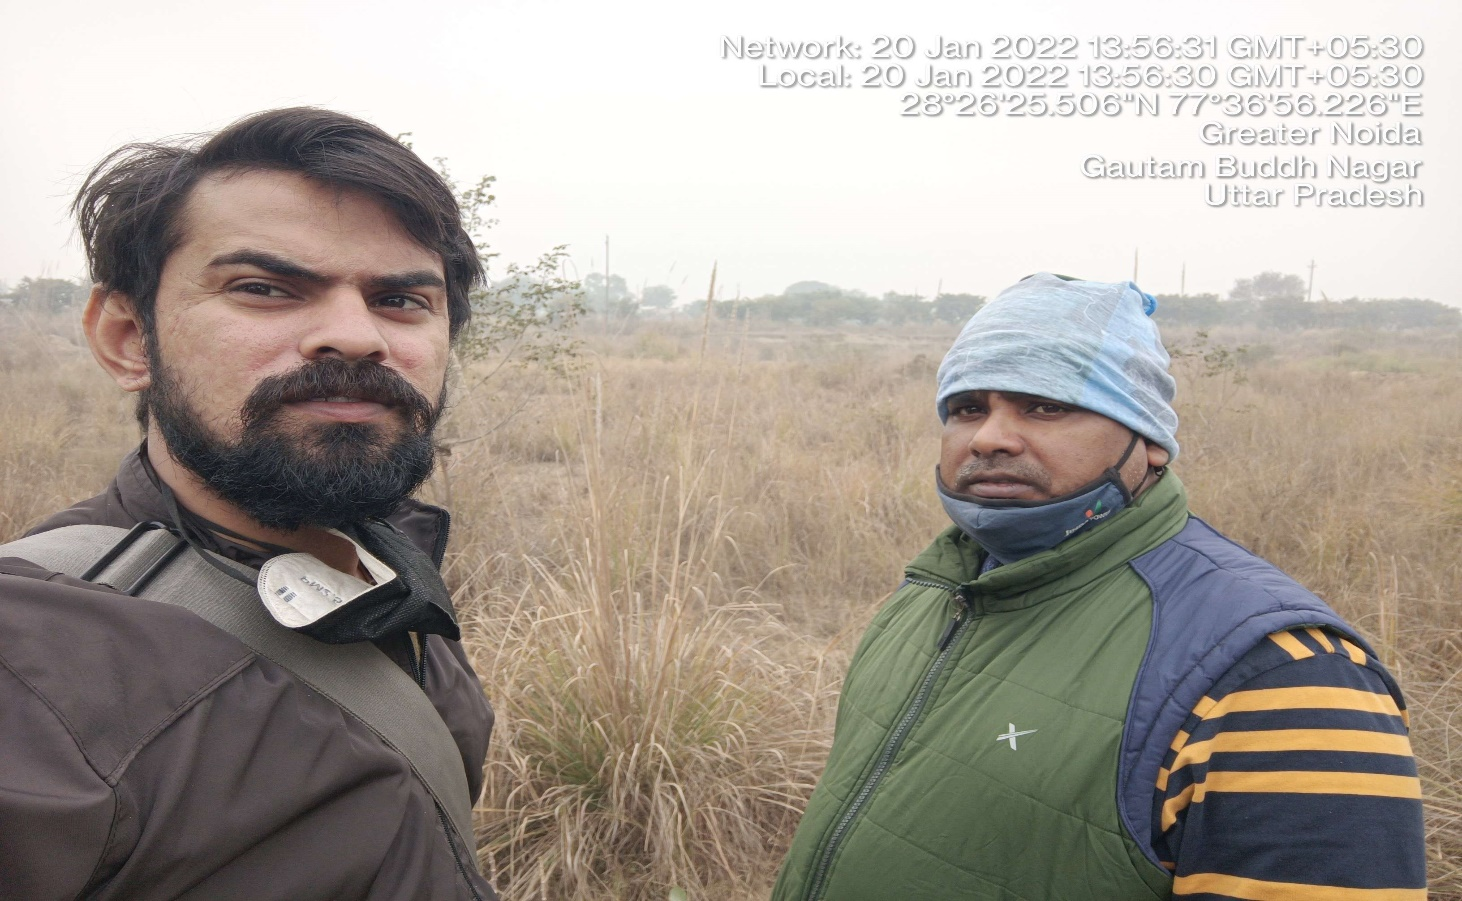 Network: 20 Jan 2022 13:56:31 GMT+05:30
Local: 20 Jan 2022 13:56:30 GMT+05:30
28°26'25.506"N 77°36'56.226"E
Greater Noida
Gautam Buddh Nagar
Uttar Pradesh